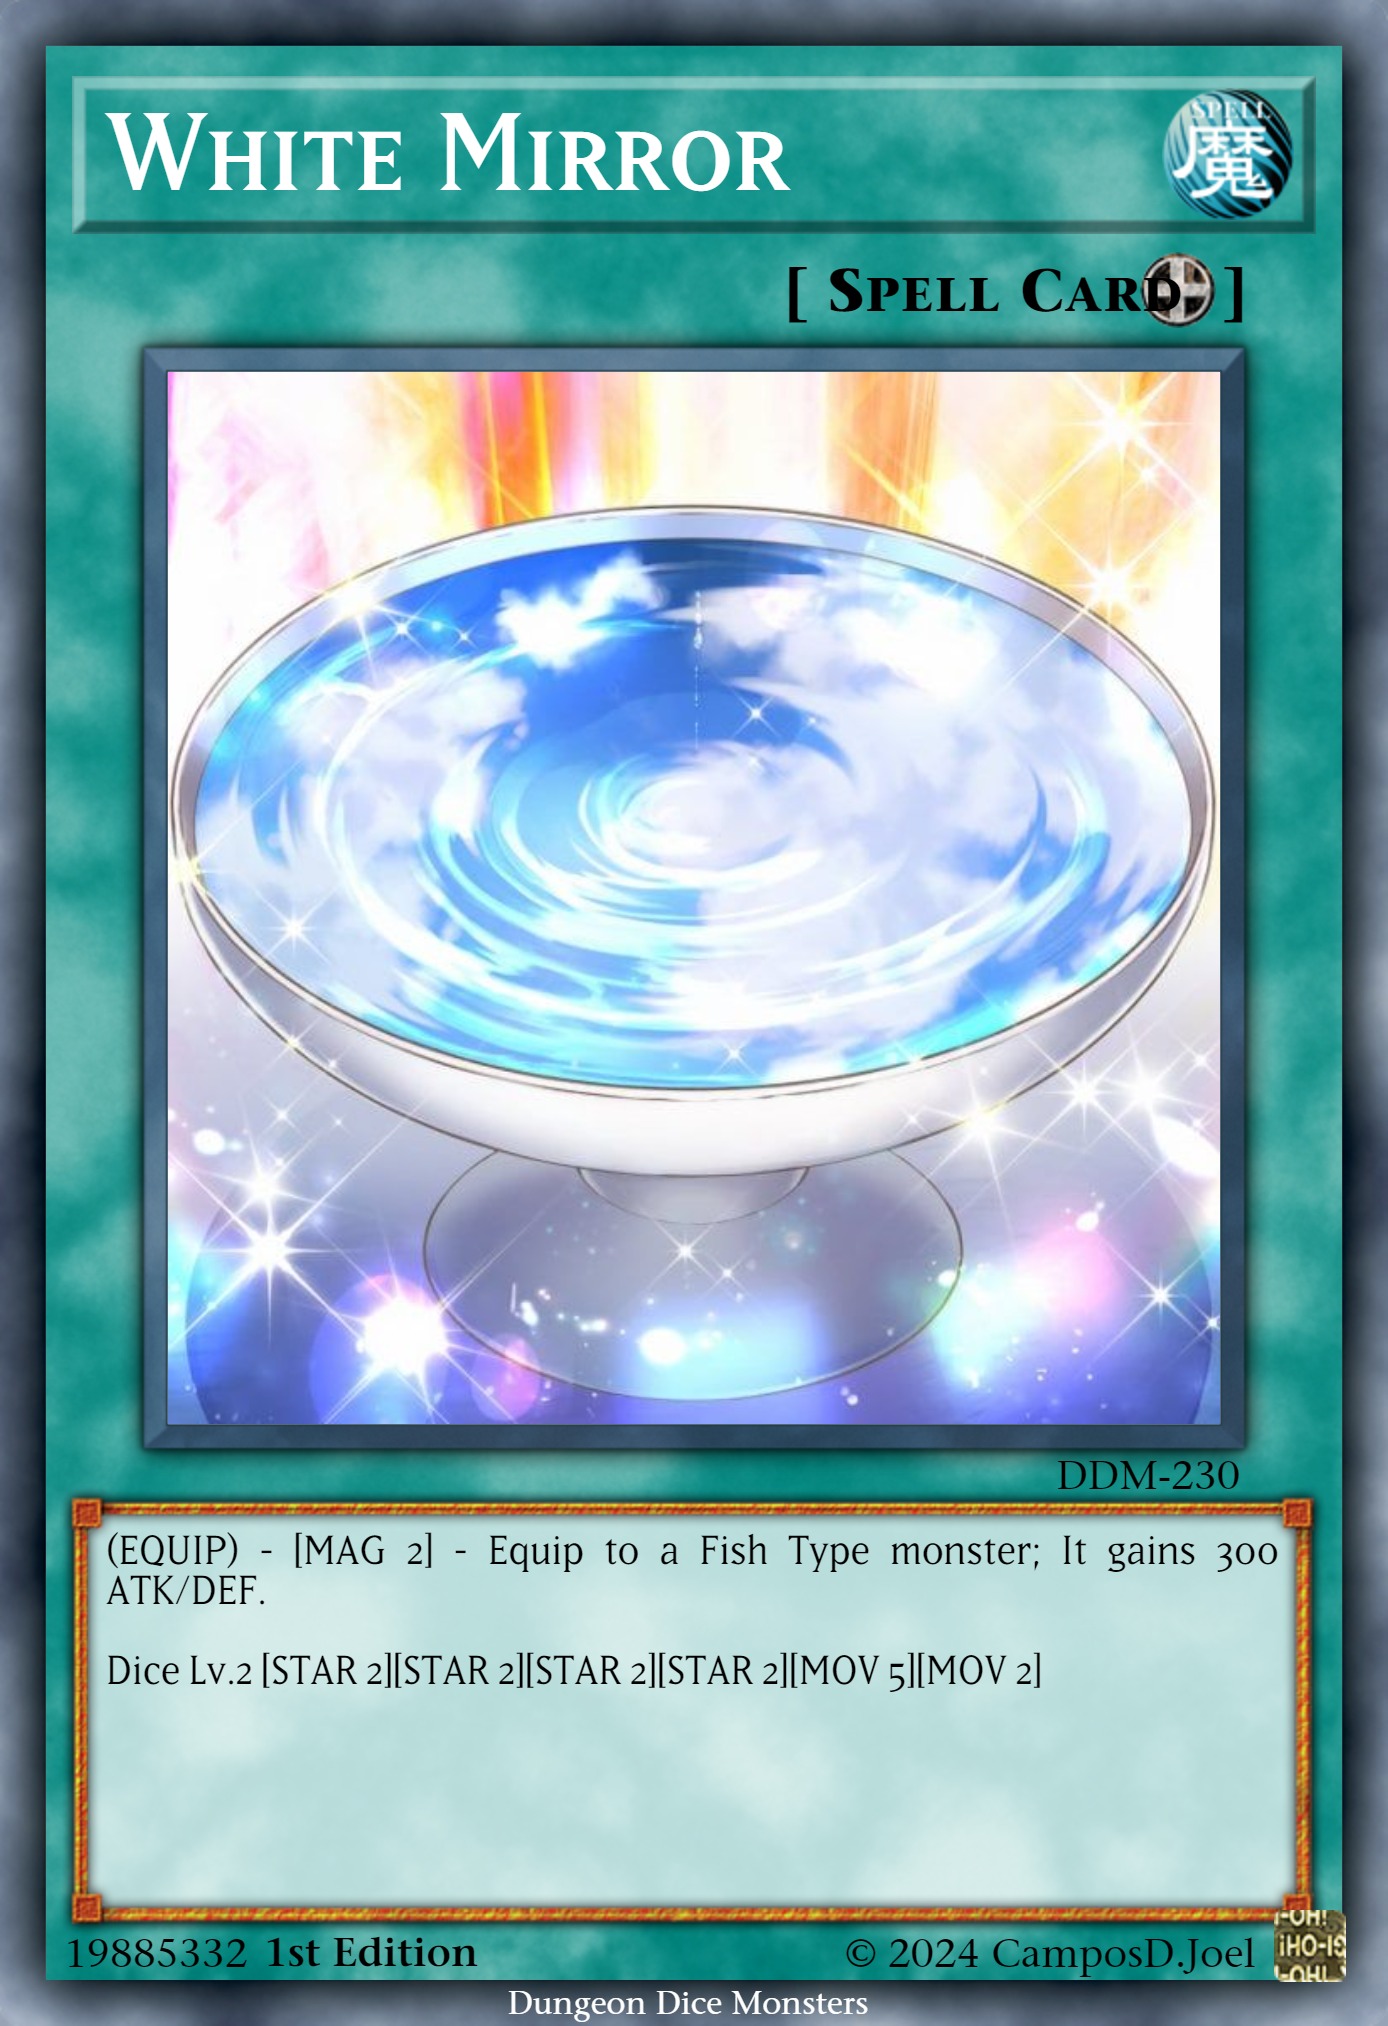 White Mirror
SPELL
魔
[ Spell Card ]
DDM-230
(EQUIP) - [MAG 2] - Equip to a Fish Type monster; It gains 300
ATK/DEF.
Dice Lv.2 [STAR 2][STAR 2][STAR 2][STAR 2][MOV 5][MOV 2]
19885332 1st Edition
© 2024 CamposD.Joel
Dungeon Dice Monsters